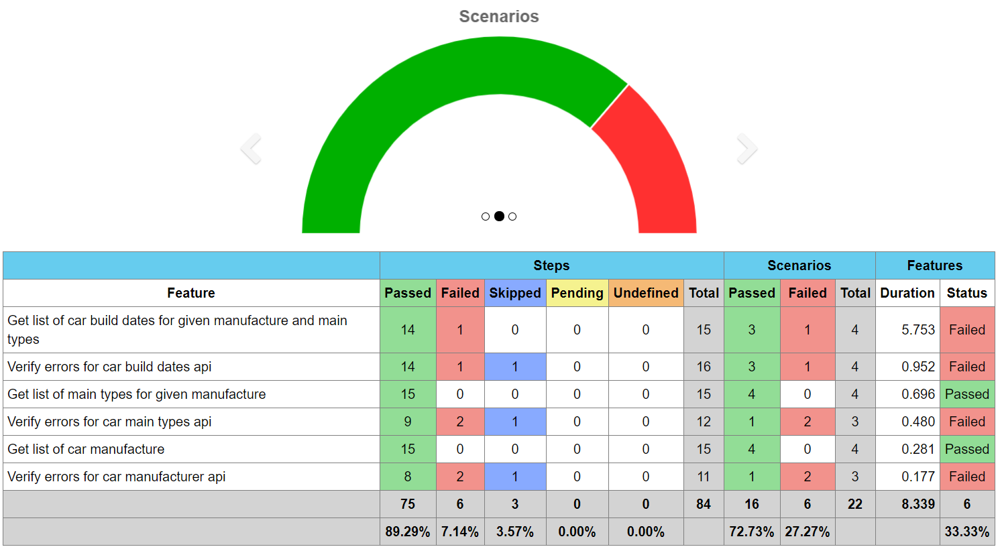 Scenarios
Steps Scenarios Features
Feature Passed Failed Skipped Pending Undefined Total Passed Failed Total Duration Status
Get list of car build dates for given manufacture and main
types 14 1 0 0 0 15 3 1 4 5.753 Failed
Verify errors for car build dates api 14 1 1 0 0 16 3 1 4 0.952 Failed
Get list of main types for given manufacture 15 0 0 0 0 15 4 0 4 0.696 Passed
Verify errors for car main types api 9 2 1 0 0 12 1 2 3 0.480 Failed
Get list of car manufacture 15 0 0 0 0 15 4 0 4 0.281 Passed
Verify errors for car manufacturer api 8 2 1 0 0 11 1 2 3 0.177 Failed
75 6 3 0 0 84 16 6 22 8.339 6
89.29% 7.14% 3.57% 0.00% 0.00% 72.73% 27.27% 33.33%